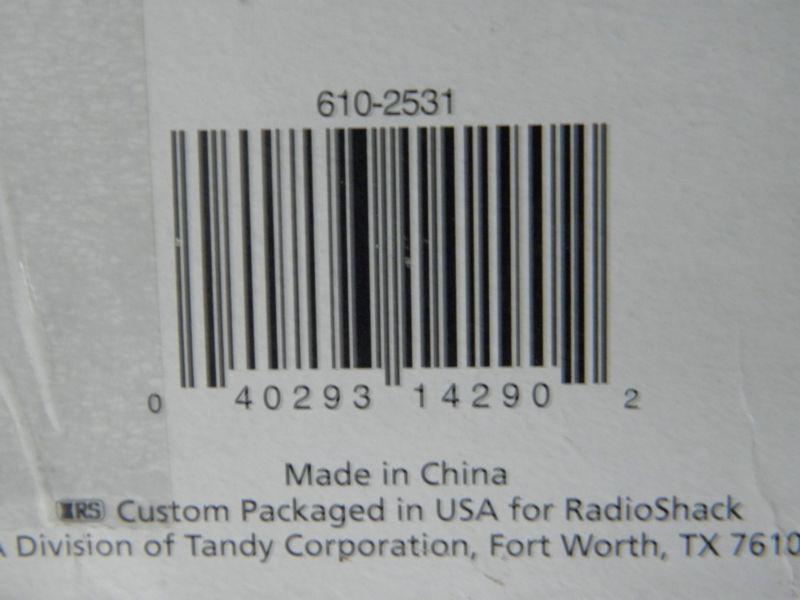 610-2531
0 40293 14290 2
Made in China
RS Custom Packaged in USA for RadioShack
A Division of Tandy Corporation, Fort Worth, TX 7610